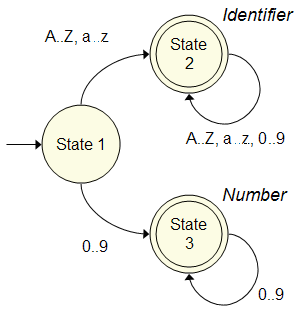 Identifier
A..Z, a..z
State
2
State 1
A..Z, a..z, 0..9
Number
State
3
0..9
0..9